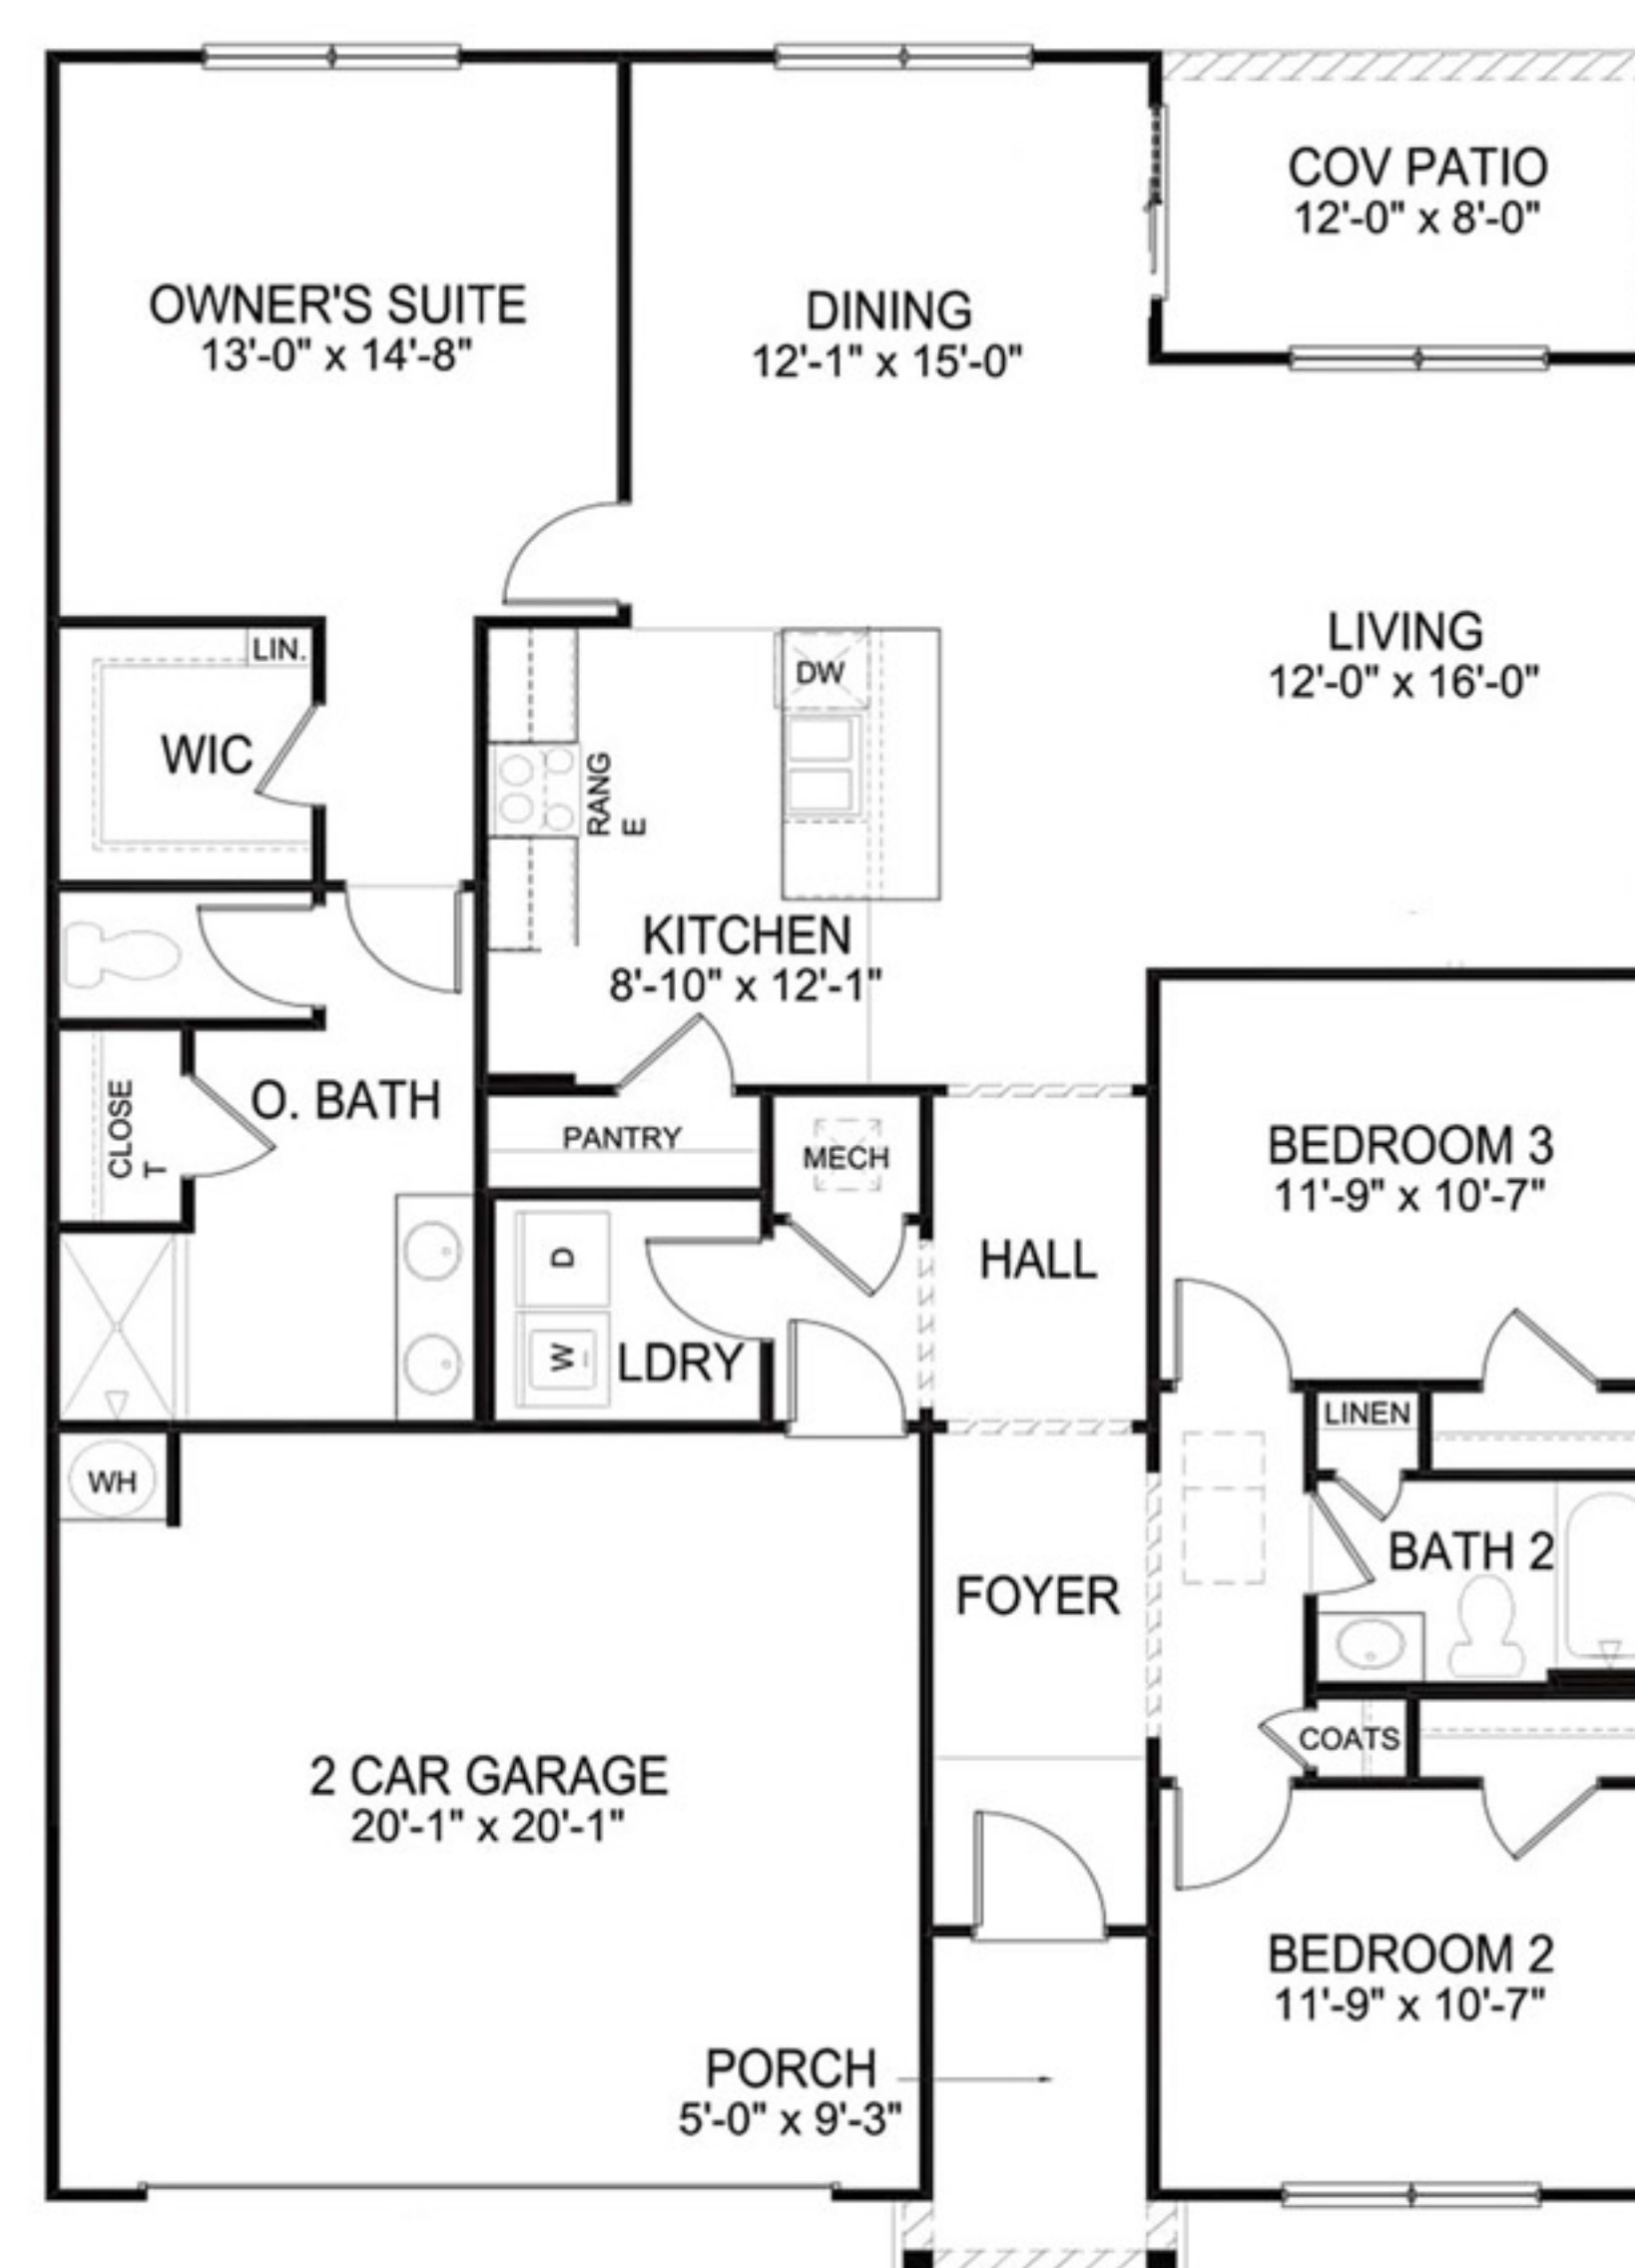 COV PATIO
12'-0" x 8'-0"
OWNER'S SUITE
13'-0" x 14'-8"
DINING
12'-1" x 15'-0"
LIN.
WIC
DW
RANG
E
LIVING
12'-0" x 16'-0"
KITCHEN
8'-10" x 12'-1"
CLOSE
T
O. BATH
PANTRY
MECH
BEDROOM 3
11'-9" x 10'-7"
HALL
D
W
LDRY
LINEN
WH
BATH 2
FOYER
COATS
2 CAR GARAGE
20'-1" x 20'-1"
BEDROOM 2
11'-9" x 10'-7"
PORCH
5'-0" x 9'-3"